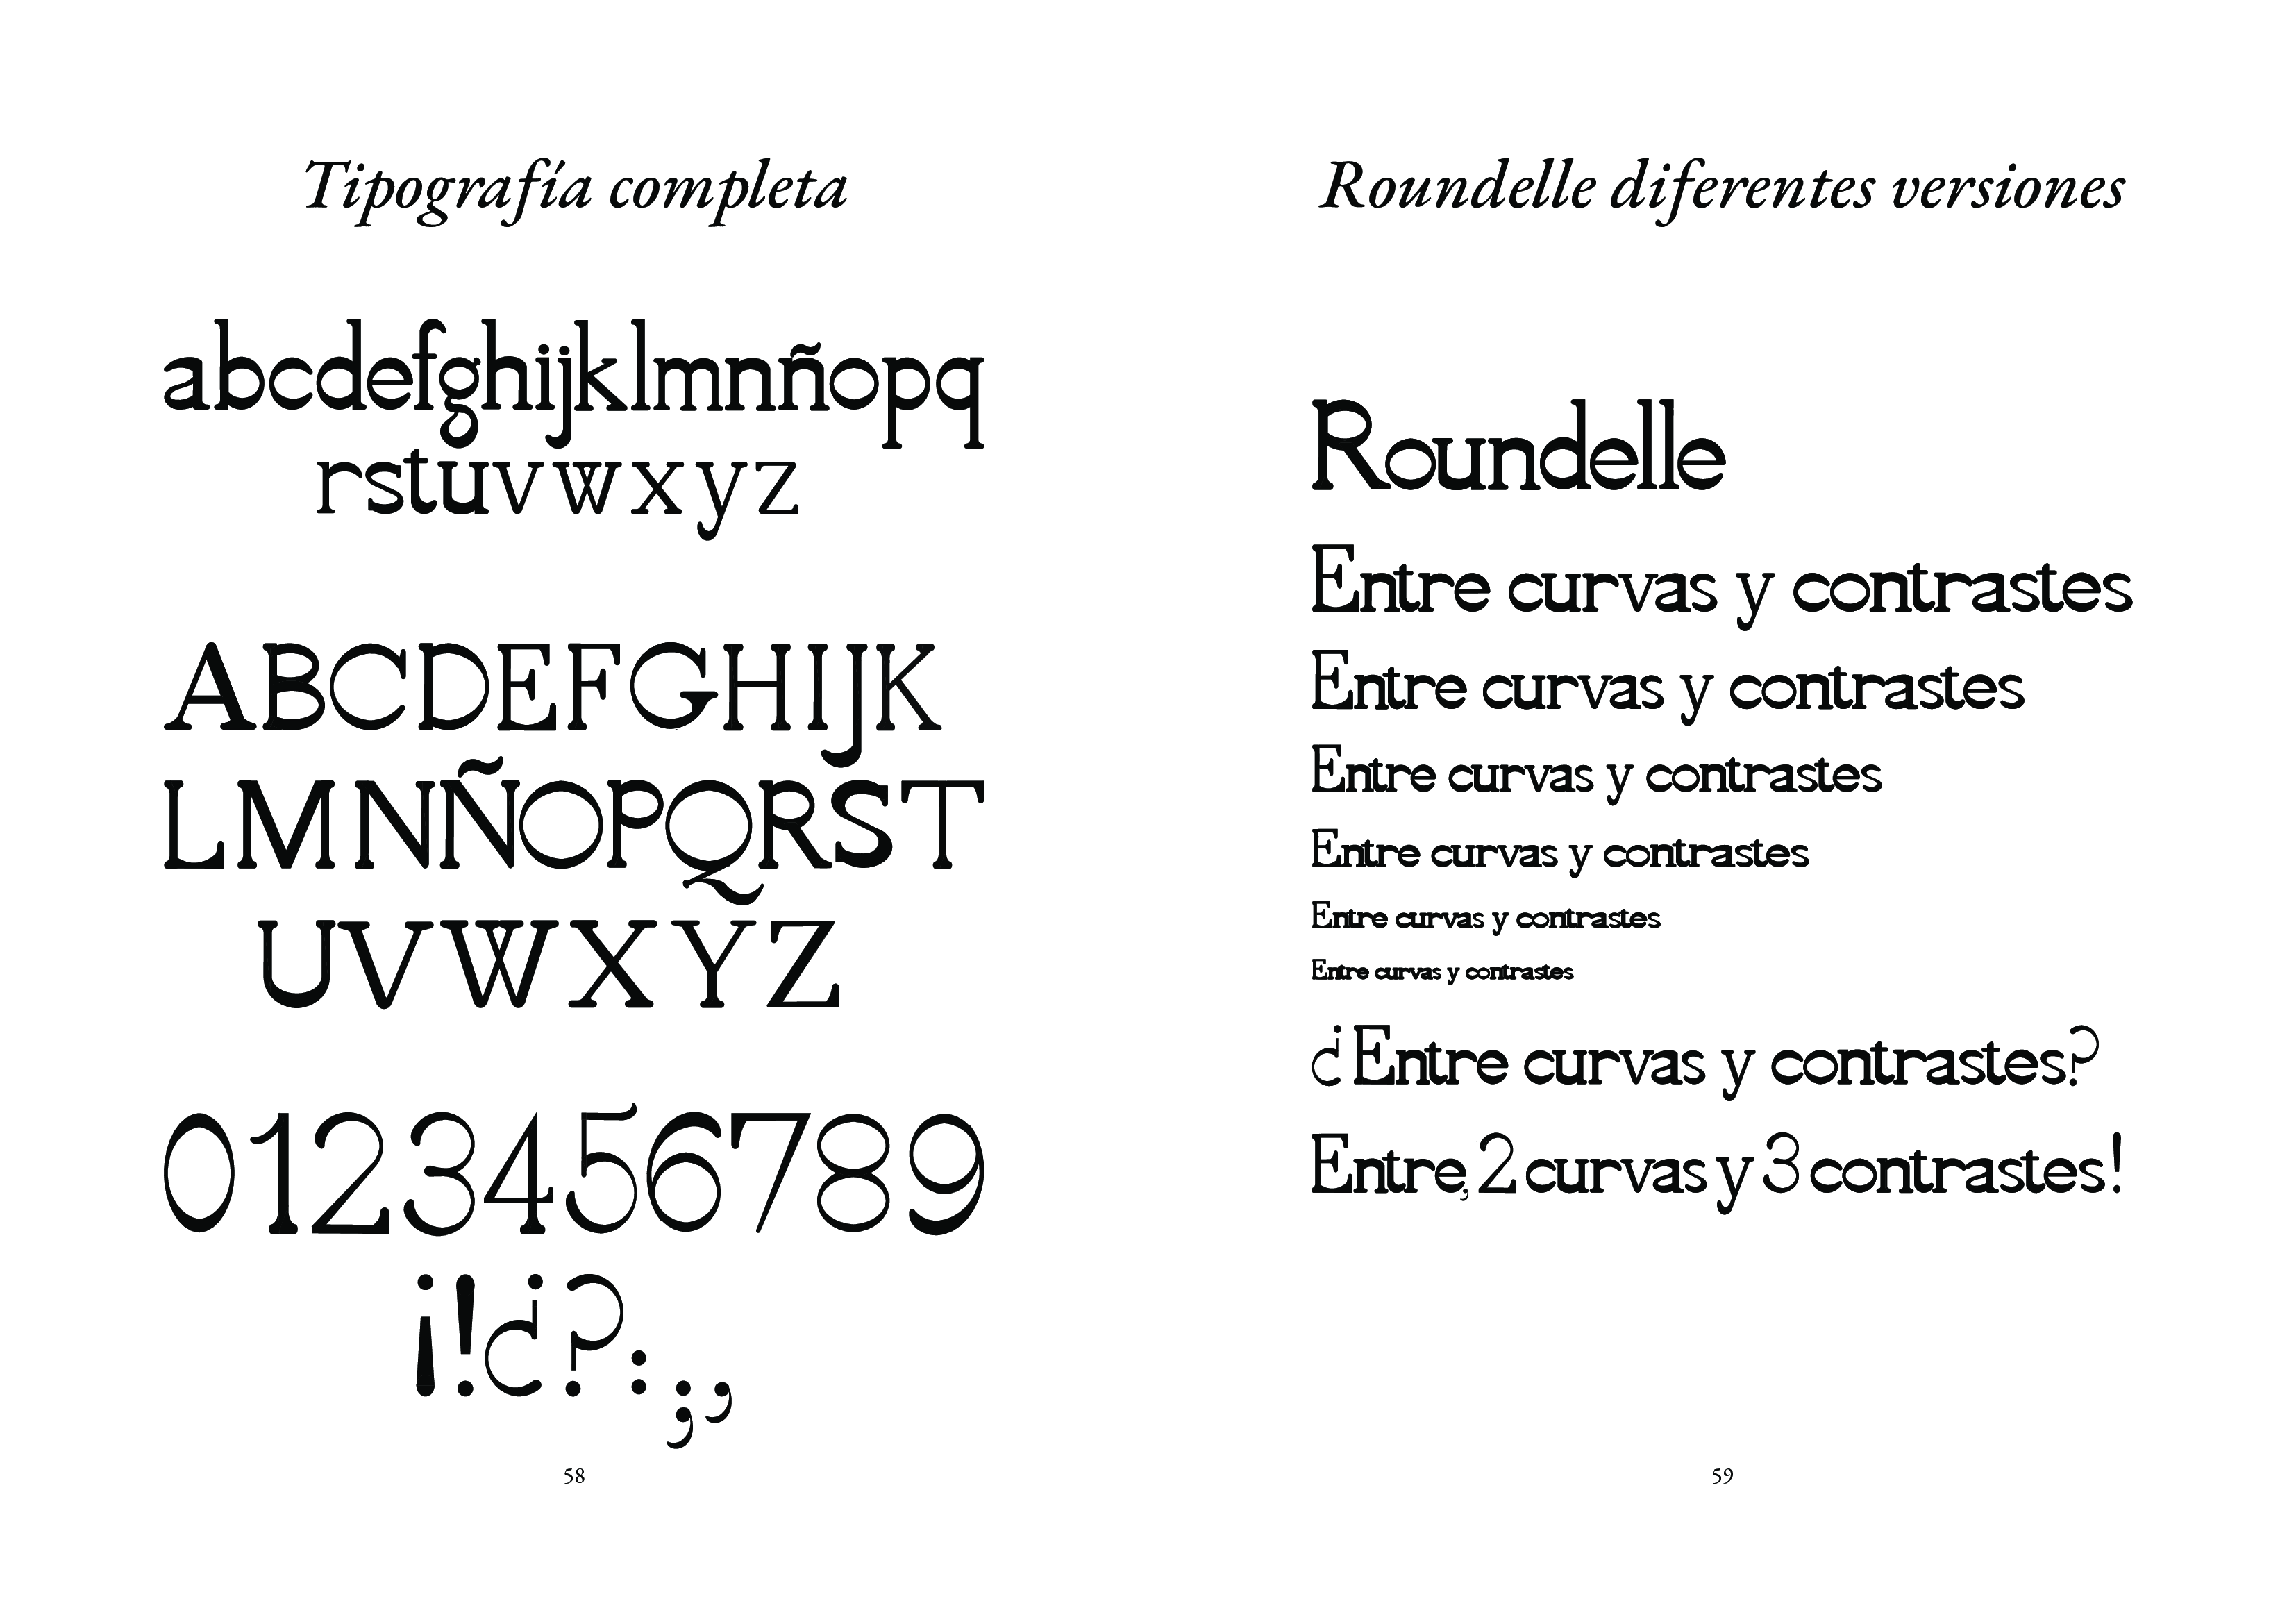 Tipografía completa
abcdefghijklmnñopq
rstuvwxyz
ABCDEFGHIJK
LMNÑOPQRST
UVWXYZ
0123456789
¡!¿?:;,
58
Roundelle diferentes versiones
Roundelle
Entre curvas y contrastes
Entre curvas y contrastes
Entre curvas y contrastes
Entre curvas y contrastes
Entre curvas y contrastes
Entre curvas y contrastes
¿Entre curvas y contrastes?
Entre, 2 curvas y 3 contrastes!
59